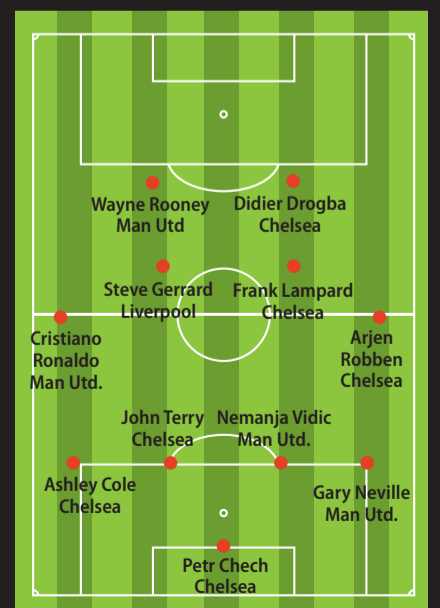 Wayne Rooney
Man Utd
Didier Drogba
Chelsea
Steve Gerrard
Liverpool
Frank Lampard
Chelsea
Cristiano
Ronaldo
Man Utd.
Arjen
Robben
Chelsea
John Terry
Chelsea
Nemanja Vidic
Man Utd.
Ashley Cole
Chelsea
Gary Neville
Man Utd.
Petr Chech
Chelsea